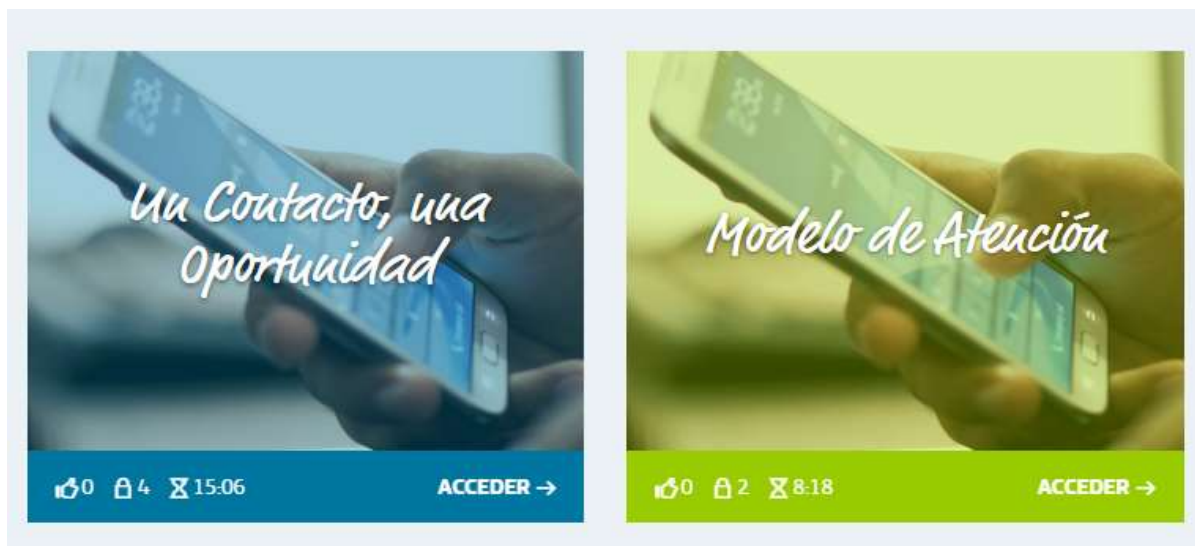 Un Contacto, una
Oportunidad
0 4 15:06 ACCEDER →
Modelo de Atención
0 2 8:18 ACCEDER →